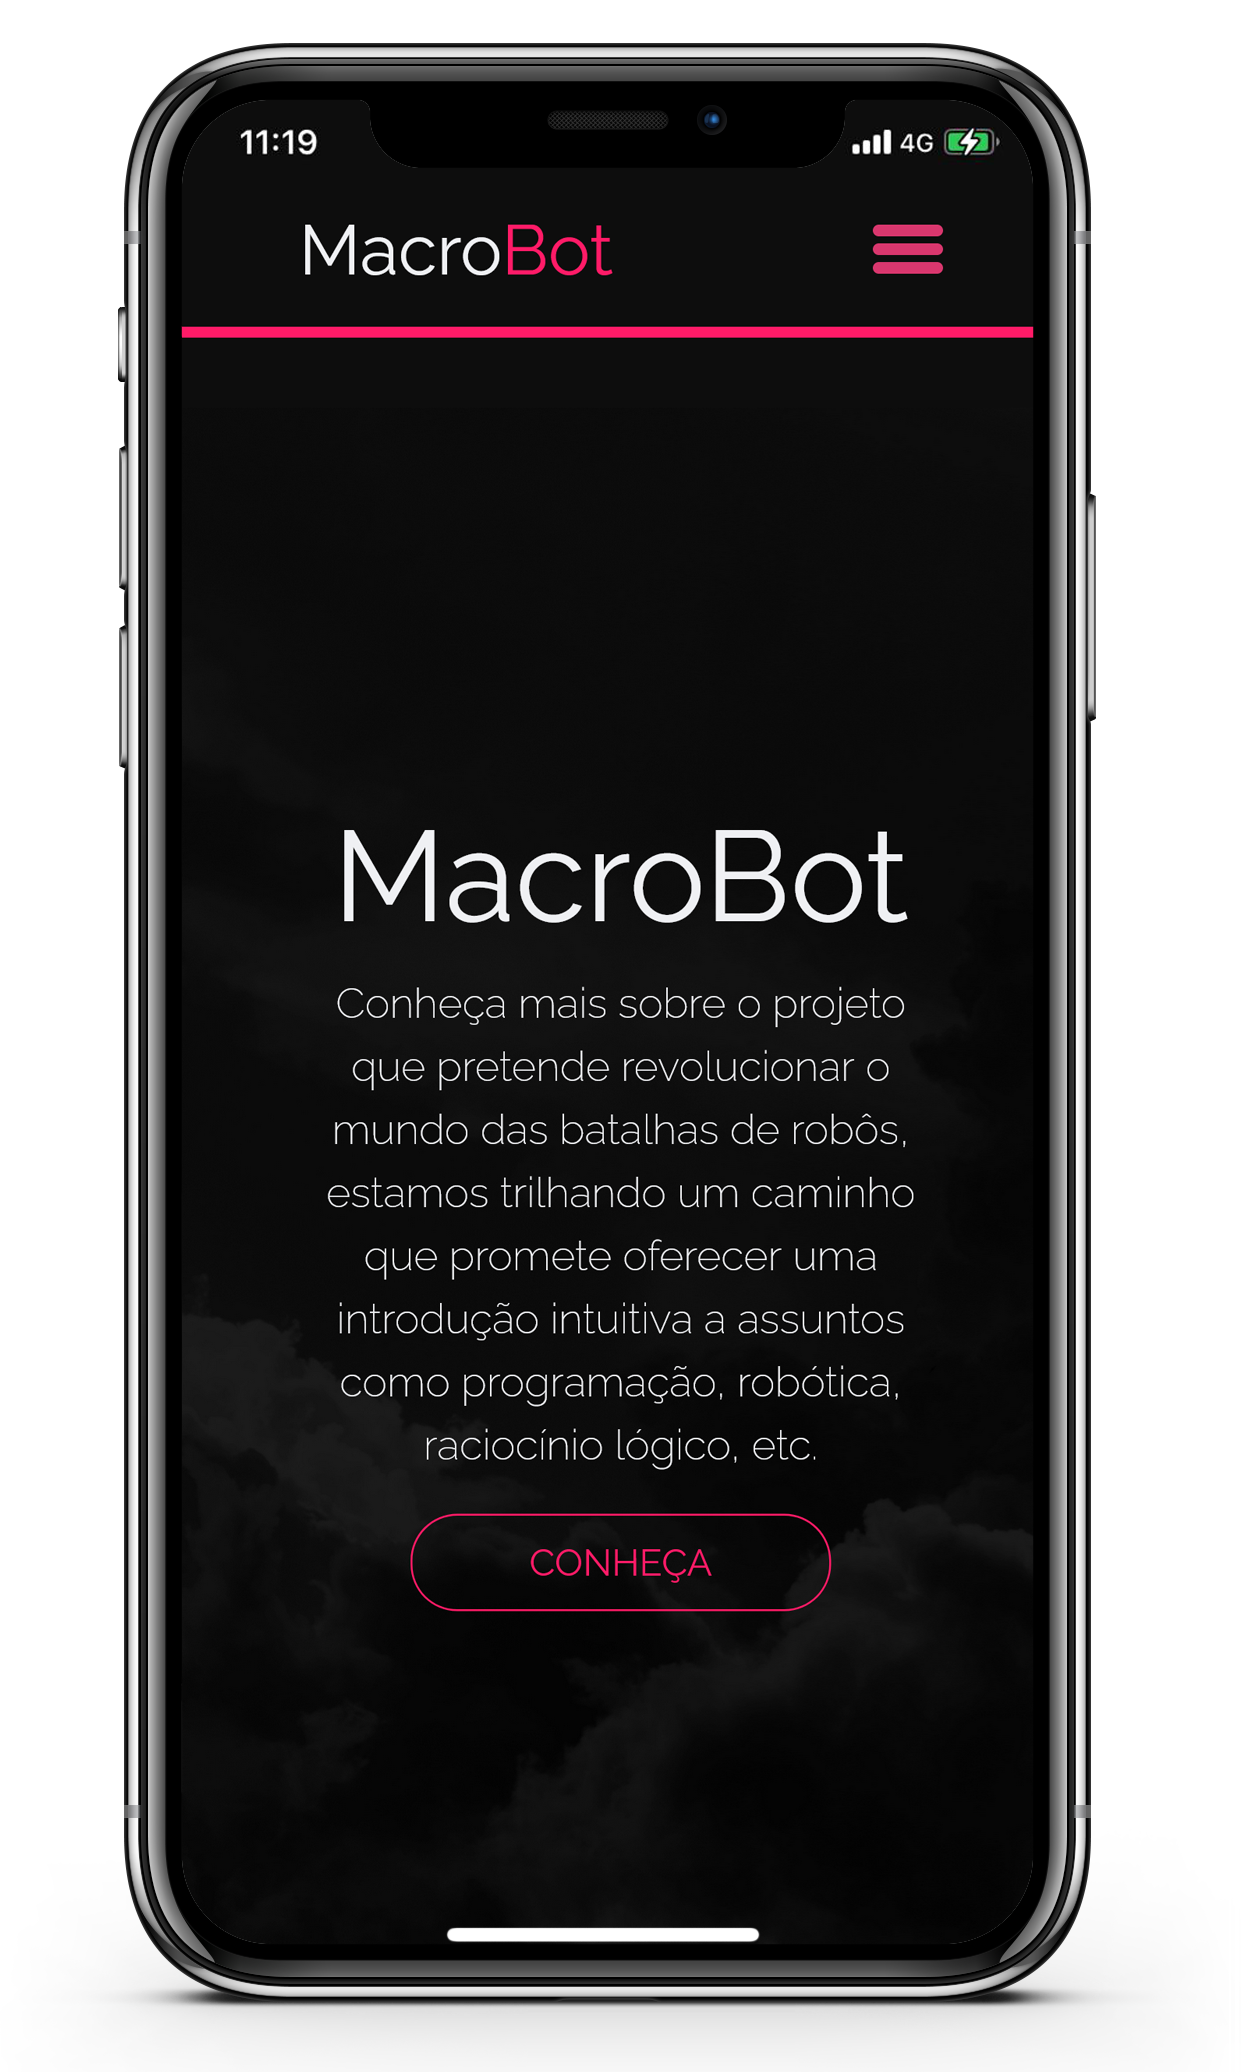 11:19 4G
MacroBot
MacroBot
Conheça mais sobre o projeto
que pretende revolucionar o
mundo das batalhas de robôs,
estamos trilhando um caminho
que promete oferecer uma
introdução intuitiva a assuntos
como programação, robótica,
raciocínio lógico, etc.
CONHEÇA